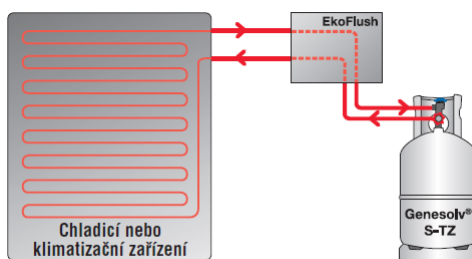 EkoFlush
Genesolv®
S-TZ
Chladicí nebo
klimatizační zařízení